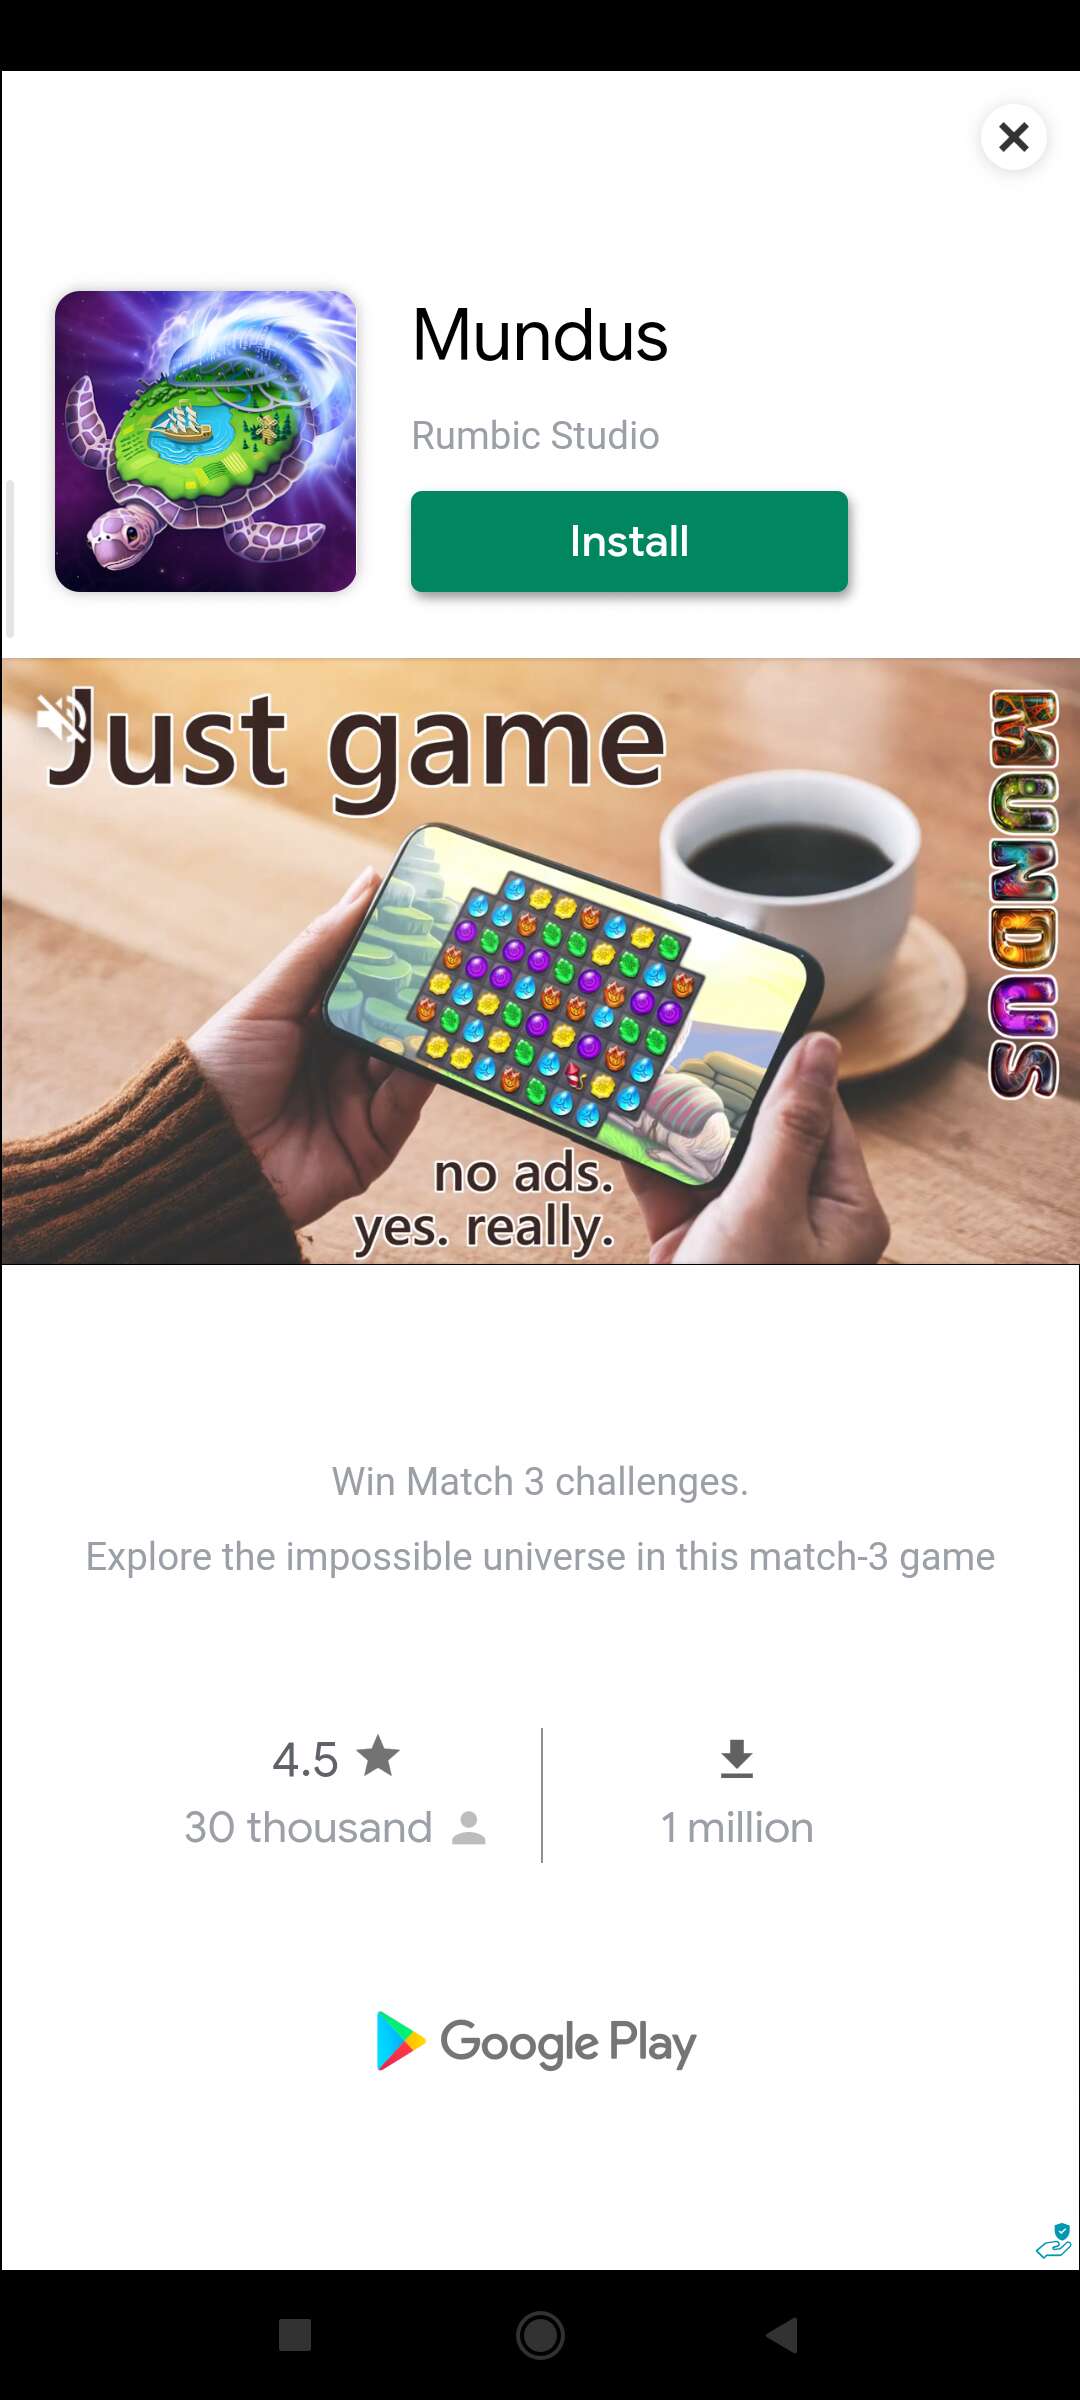 Mundus
Rumbic Studio
Install
Just game
MUNDUS
no ads.
yes. really.
Win Match 3 challenges.
Explore the impossible universe in this match-3 game
4.5
30 thousand
1 million
Google Play